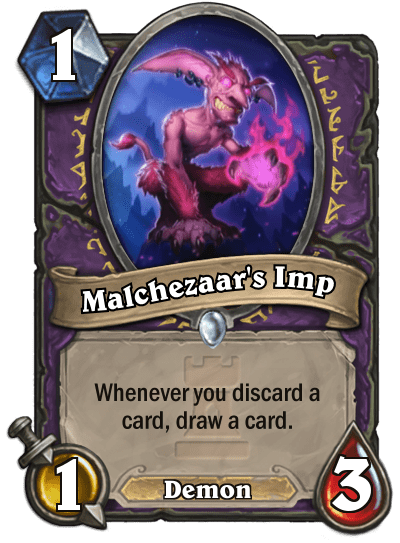 1
Malchezaar's Imp
Whenever you discard a
card, draw a card.
1
Demon
3